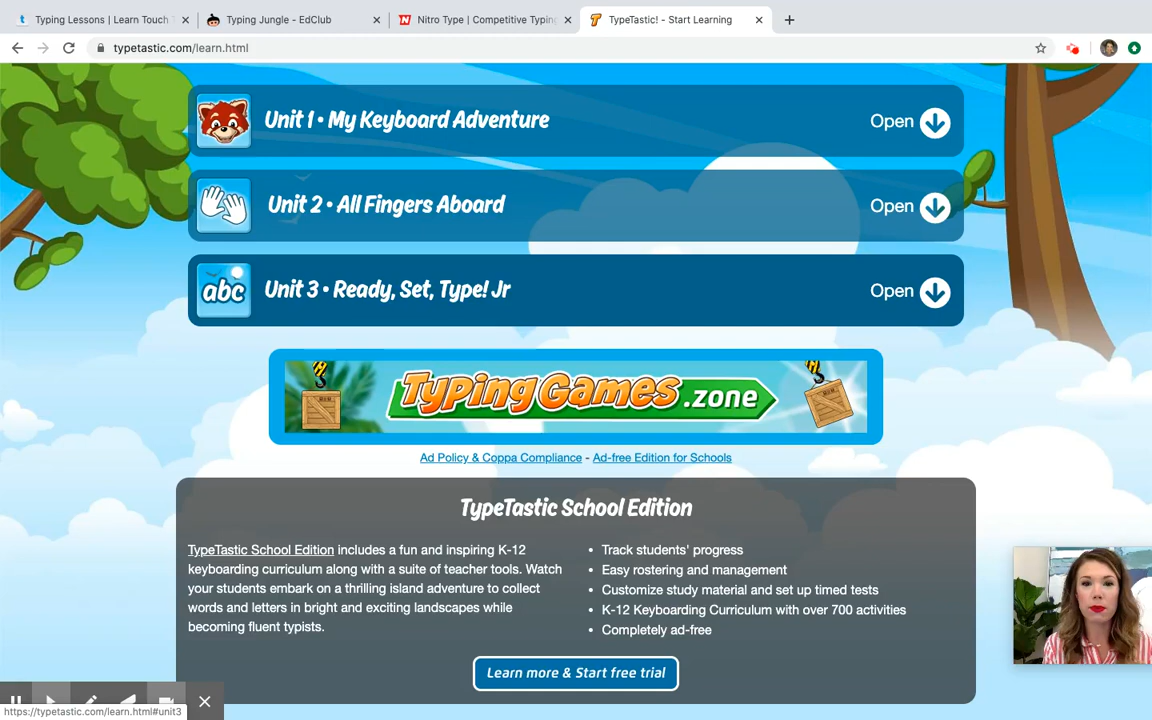 Typing Lessons | Learn Touch T
Typing Jungle - EdClub
Nitro Type | Competitive Typing
TypeTastic! - Start Learning
typetastic.com/learn.html
Unit 1 • My Keyboard Adventure
Open
Unit 2 • All Fingers Aboard
Open
abc
Unit 3 • Ready, Set, Type! Jr
Open
TypingGames.zone
Ad Policy & Coppa Compliance - Ad-free Edition for Schools
TypeTastic School Edition
TypeTastic School Edition includes a fun and inspiring K-12
keyboarding curriculum along with a suite of teacher tools. Watch
your students embark on a thrilling island adventure to collect
words and letters in bright and exciting landscapes while
becoming fluent typists.
• Track students' progress
• Easy rostering and management
• Customize study material and set up timed tests
• K-12 Keyboarding Curriculum with over 700 activities
• Completely ad-free
Learn more & Start free trial
https://typetastic.com/learn.html#unit3